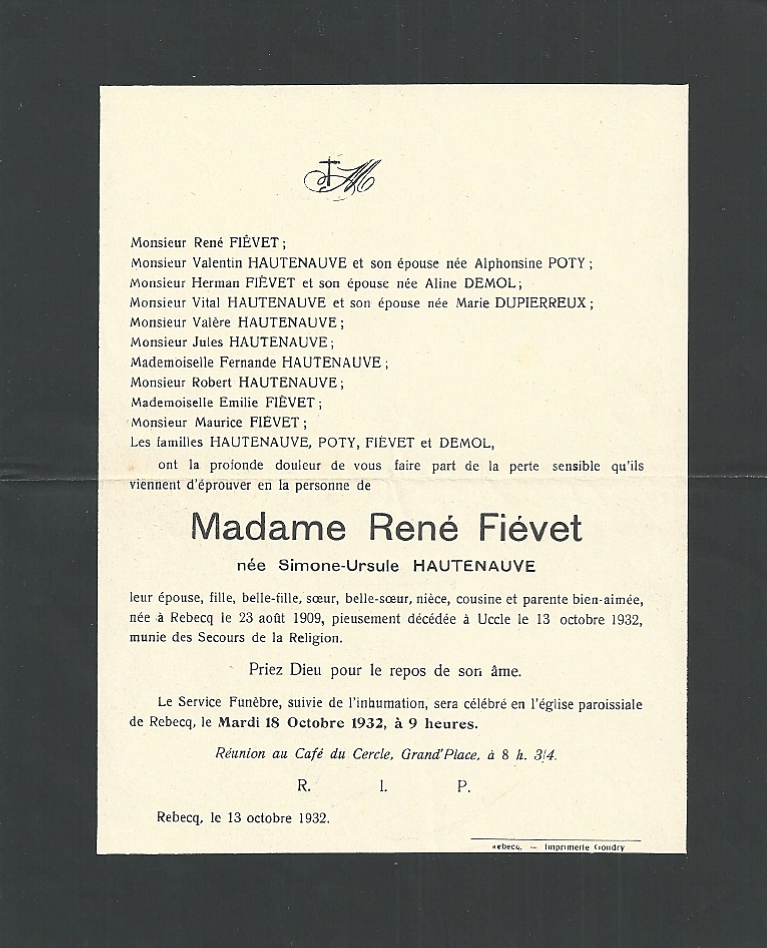 Monsieur René FIÉVET ;
Monsieur Valentin HAUTENAUVE et son épouse née Alphonsine POTY ;
Monsieur Herman FIÉVET et son épouse née Aline DEMOL ;
Monsieur Vital HAUTENAUVE et son épouse née Marie DUPIERREUX ;
Monsieur Valère HAUTENAUVE ;
Monsieur Jules HAUTENAUVE ;
Mademoiselle Fernande HAUTENAUVE ;
Monsieur Robert HAUTENAUVE ;
Mademoiselle Emilie FIÉVET ;
Monsieur Maurice FIÉVET ;
Les familles HAUTENAUVE, POTY, FIÉVET et DEMOL,
ont la profonde douleur de vous faire part de la perte sensible qu'ils
viennent d'éprouver en la personne de
Madame René Fiévet
née Simone-Ursule HAUTENAUVE
leur épouse, fille, belle-fille, sœur, belle-sœur, nièce, cousine et parente bien-aimée,
née à Rebecq le 23 août 1909, pieusement décédée à Uccle le 13 octobre 1932,
munie des Secours de la Religion.
Priez Dieu pour le repos de son âme.
Le Service Funèbre, suivie de l'inhumation, sera célébré en l'église paroissiale
de Rebecq, le Mardi 18 Octobre 1932, à 9 heures.
Réunion au Café du Cercle, Grand'Place, à 8 h. 3/4.
R. I. P.
Rebecq, le 13 octobre 1932.
Rebecq. — Imprimerie Goudry